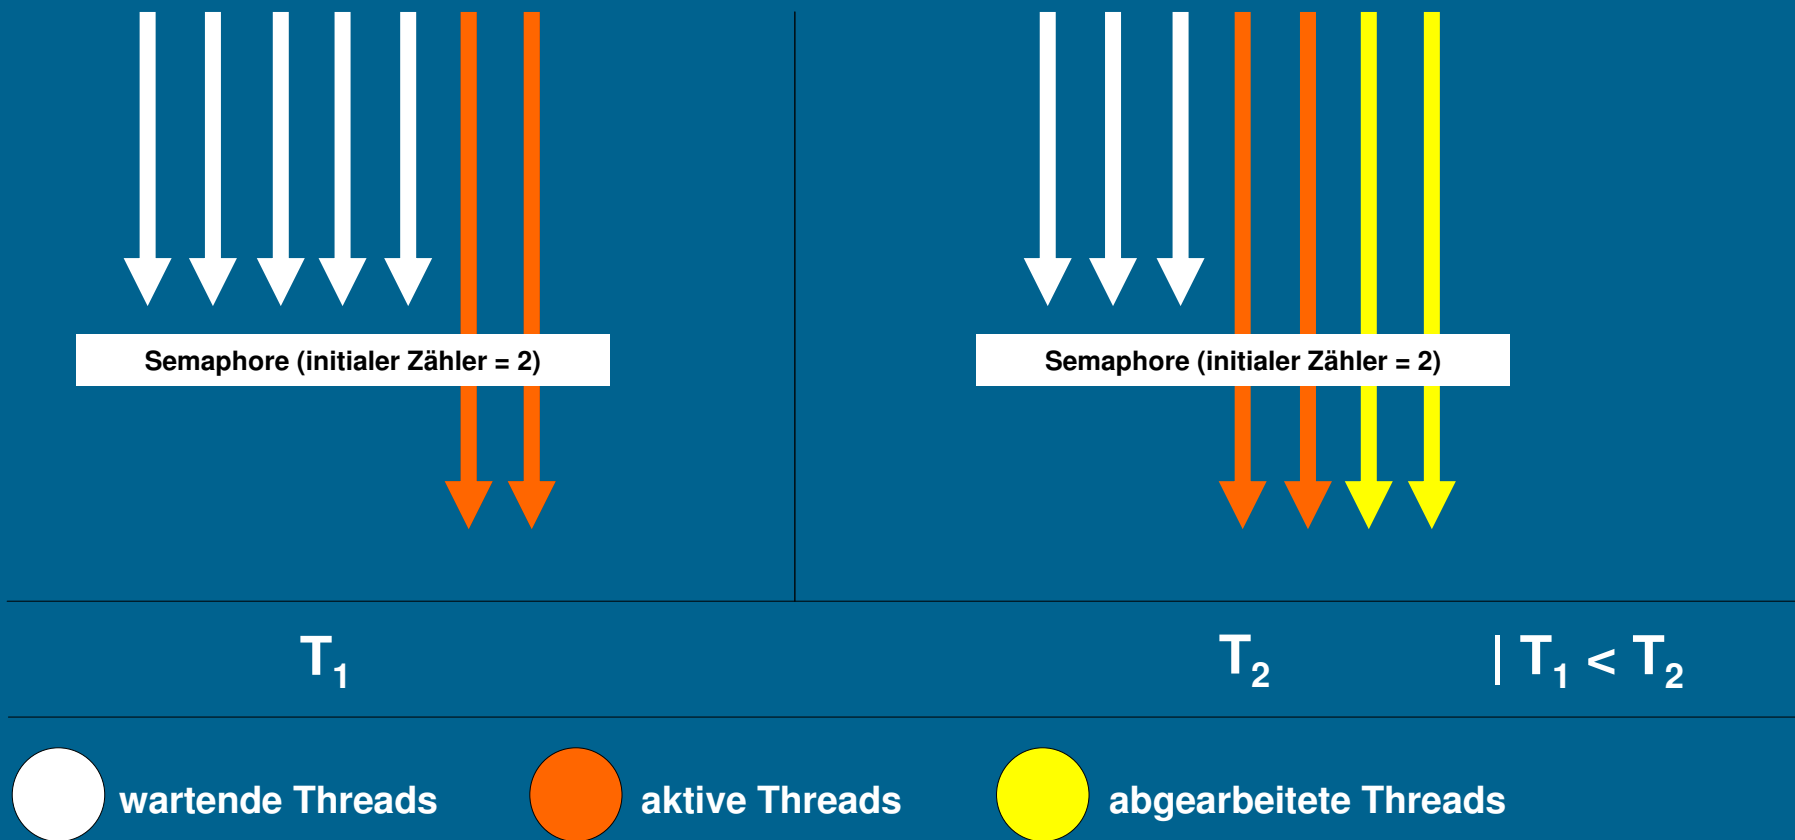 Semaphore (initialer Zähler = 2)
Semaphore (initialer Zähler = 2)
T₁
T₂ | T₁ < T₂
wartende Threads
aktive Threads
abgearbeitete Threads